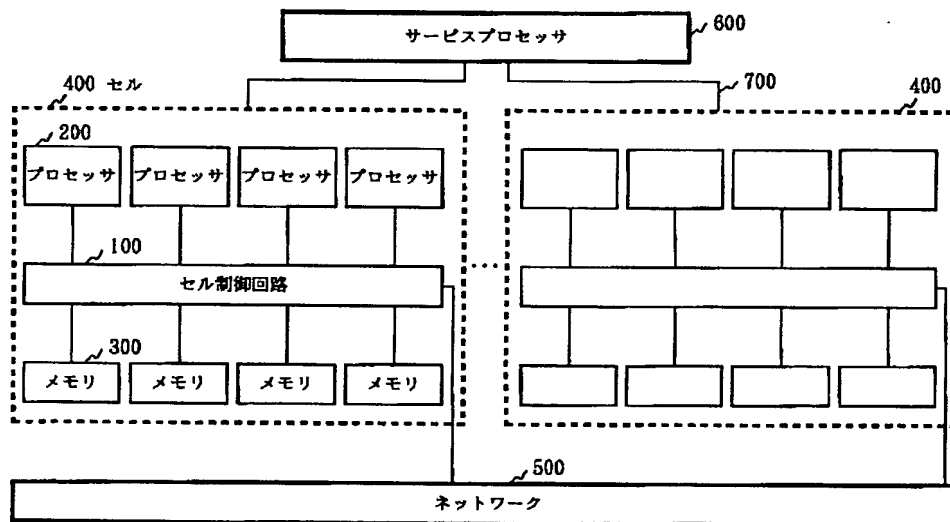 サービスプロセッサ
600
400 セル
700
400
200
プロセッサ
プロセッサ
プロセッサ
プロセッサ
100
セル制御回路
...
300
メモリ
メモリ
メモリ
メモリ
500
ネットワーク